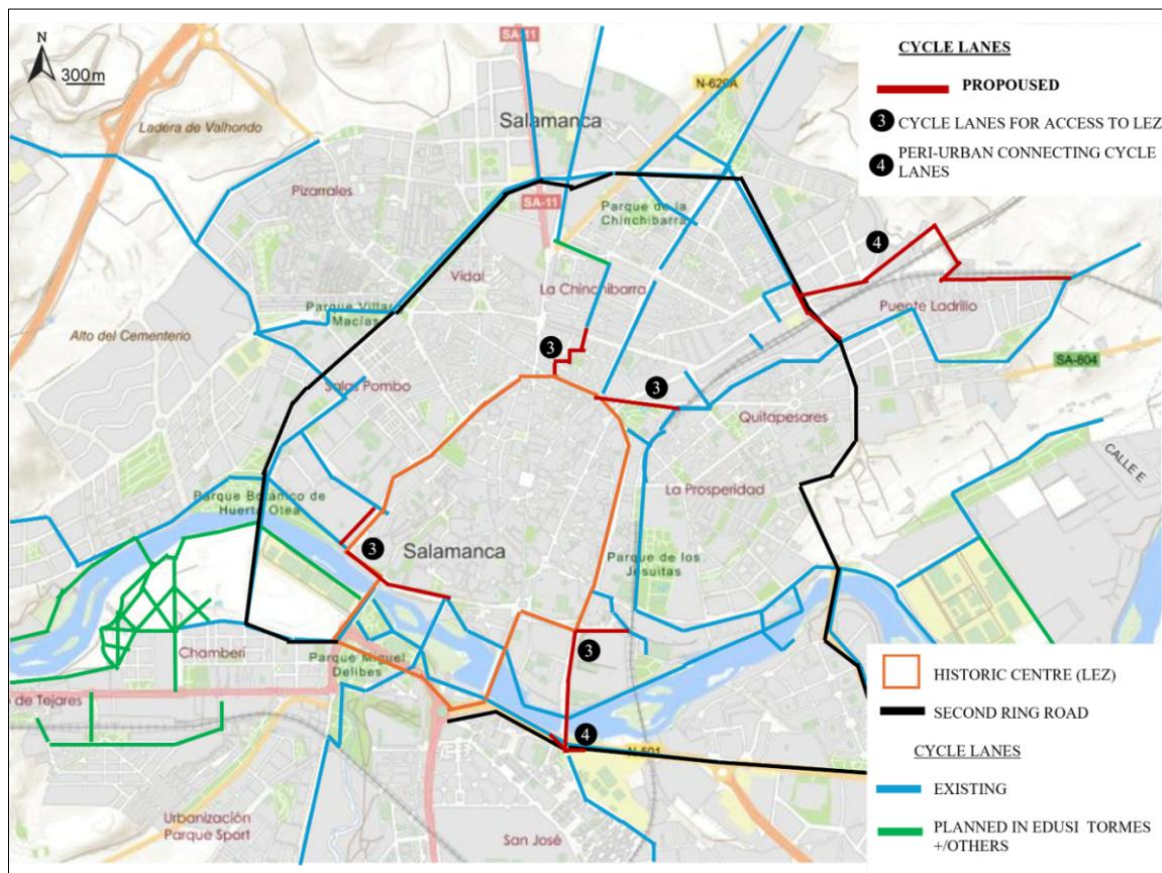 N
300m
SA-11
N-620A
Ladera de Valhondo
Salamanca
Pizarrales
SA-11
Parque de la
Chinchibarra
Vidal
La Chinchibarra
4
Puente Ladrillo
Parque Villar
Macías
Alto del Cementerio
3
SA-804
Salas Pombo
3
Quitapesares
CALLE E
La Prosperidad
Parque Botánico de
Huerta Otea
3
Salamanca
Parque de los
Jesuitas
Chamberí
Parque Miguel
Delibes
3
o de Tejares
4
N-501
Urbanización
Parque Sport
San José
CYCLE LANES
PROPOUSED
3 CYCLE LANES FOR ACCESS TO LEZ
4 PERI-URBAN CONNECTING CYCLE
LANES
HISTORIC CENTRE (LEZ)
SECOND RING ROAD
CYCLE LANES
EXISTING
PLANNED IN EDUSI TORMES
+/OTHERS